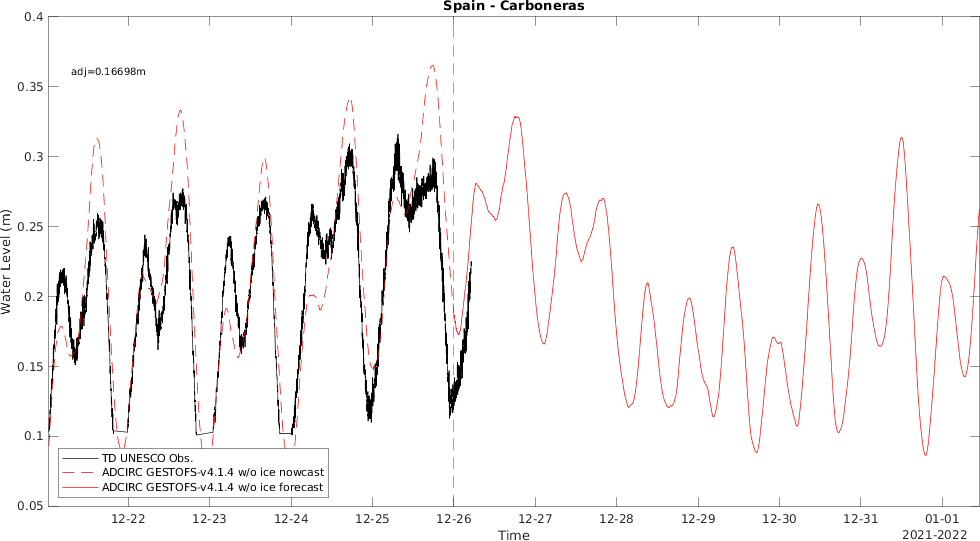 Spain - Carboneras
adj=0.16698m
0.4
0.35
0.3
0.25
0.2
0.15
0.1
0.05
Water Level (m)
TD UNESCO Obs.
ADCIRC GESTOFS-v4.1.4 w/o ice nowcast
ADCIRC GESTOFS-v4.1.4 w/o ice forecast
12-22 12-23 12-24 12-25 12-26 12-27 12-28 12-29 12-30 12-31 01-01
Time
2021-2022